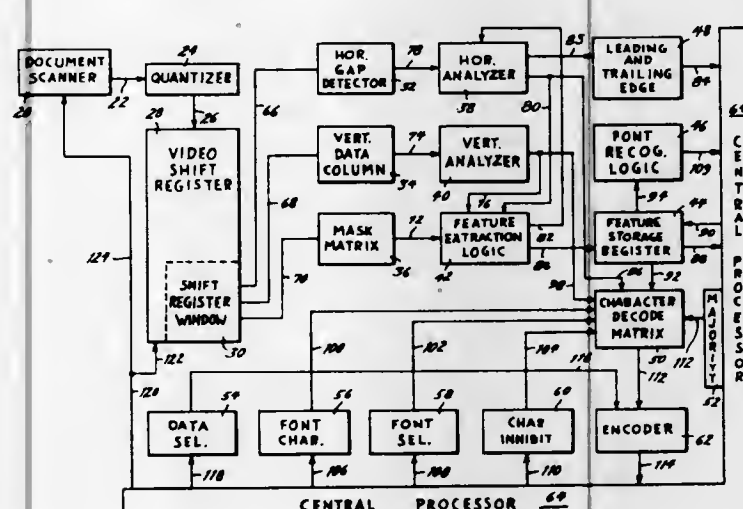 DOCUMENT
SCANNER
20
22
24
QUANTIZER
26
28
VIDEO
SHIFT
REGISTER
SHIFT
REGISTER
WINDOW
30
66
68
70
HOR.
GAP
DETECTOR
32
78
HOR.
ANALYZER
38
83
80
LEADING
AND
TRAILING
EDGE
48
84
VERT.
DATA
COLUMN
34
74
VERT.
ANALYZER
40
76
FONT
RECOG.
LOGIC
46
109
94
MASK
MATRIX
36
72
FEATURE
EXTRACTION
LOGIC
42
82
86
98
FEATURE
STORAGE
REGISTER
44
90
88
96
92
CHARACTER
DECODE
MATRIX
50
112
112
MAJORITY
52
124
122
120
100
102
104
116
DATA
SEL.
54
118
FONT
CHAR.
56
106
FONT
SEL.
58
108
CHAR
INHIBIT
60
110
ENCODER
62
114
CENTRAL PROCESSOR 64
64
CENTRAL PROCESSOR